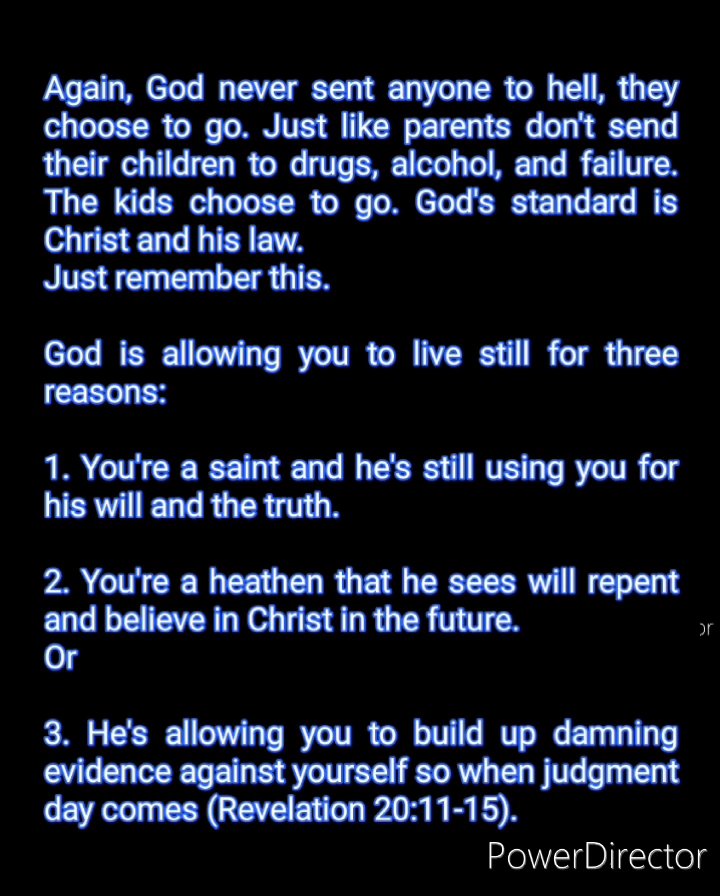 Again, God never sent anyone to hell, they
choose to go. Just like parents don't send
their children to drugs, alcohol, and failure.
The kids choose to go. God's standard is
Christ and his law.
Just remember this.
God is allowing you to live still for three
reasons:
1. You're a saint and he's still using you for
his will and the truth.
2. You're a heathen that he sees will repent
and believe in Christ in the future.
Or
3. He's allowing you to build up damning
evidence against yourself so when judgment
day comes (Revelation 20:11-15).
PowerDirector